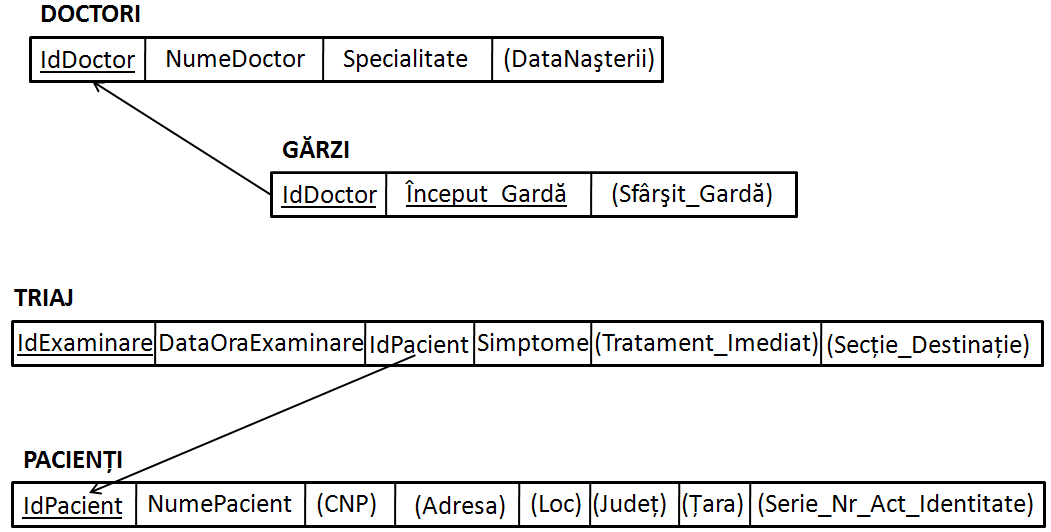 DOCTORI
IdDoctor NumeDoctor Specialitate (DataNaşterii)
GĂRZI
IdDoctor Început_Gardă (Sfârşit_Gardă)
TRIAJ
IdExaminare DataOraExaminare IdPacient Simptome (Tratament_Imediat) (Secție_Destinație)
PACIENȚI
IdPacient NumePacient (CNP) (Adresa) (Loc) (Județ) (Țara) (Serie_Nr_Act_Identitate)